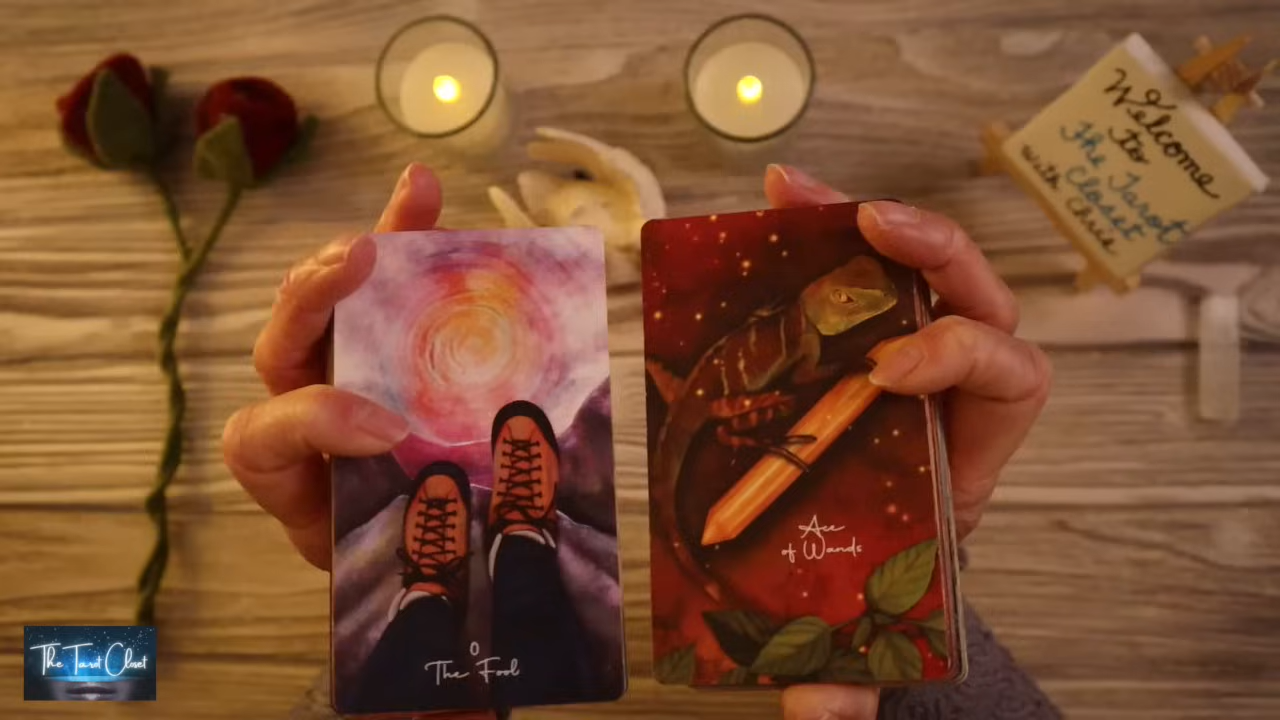 Welcome
to
The Tarot
Closet
with Chris
Ace
of Wands
0
The Fool
The Tarot Closet